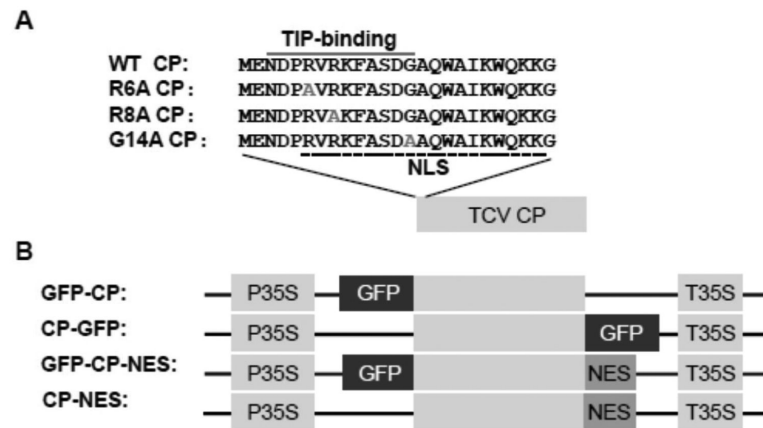 A
TIP-binding
WT CP: MENDPRVRKFASDGAQWAIKWQKKG
R6A CP: MENDPAVRKFASDGAQWAIKWQKKG
R8A CP: MENDPRVAKFASDGAQWAIKWQKKG
G14A CP: MENDPRVRKFASDAAQWAIKWQKKG
NLS
TCV CP
B
GFP-CP: P35S GFP T35S
CP-GFP: P35S GFP T35S
GFP-CP-NES: P35S GFP NES T35S
CP-NES: P35S NES T35S